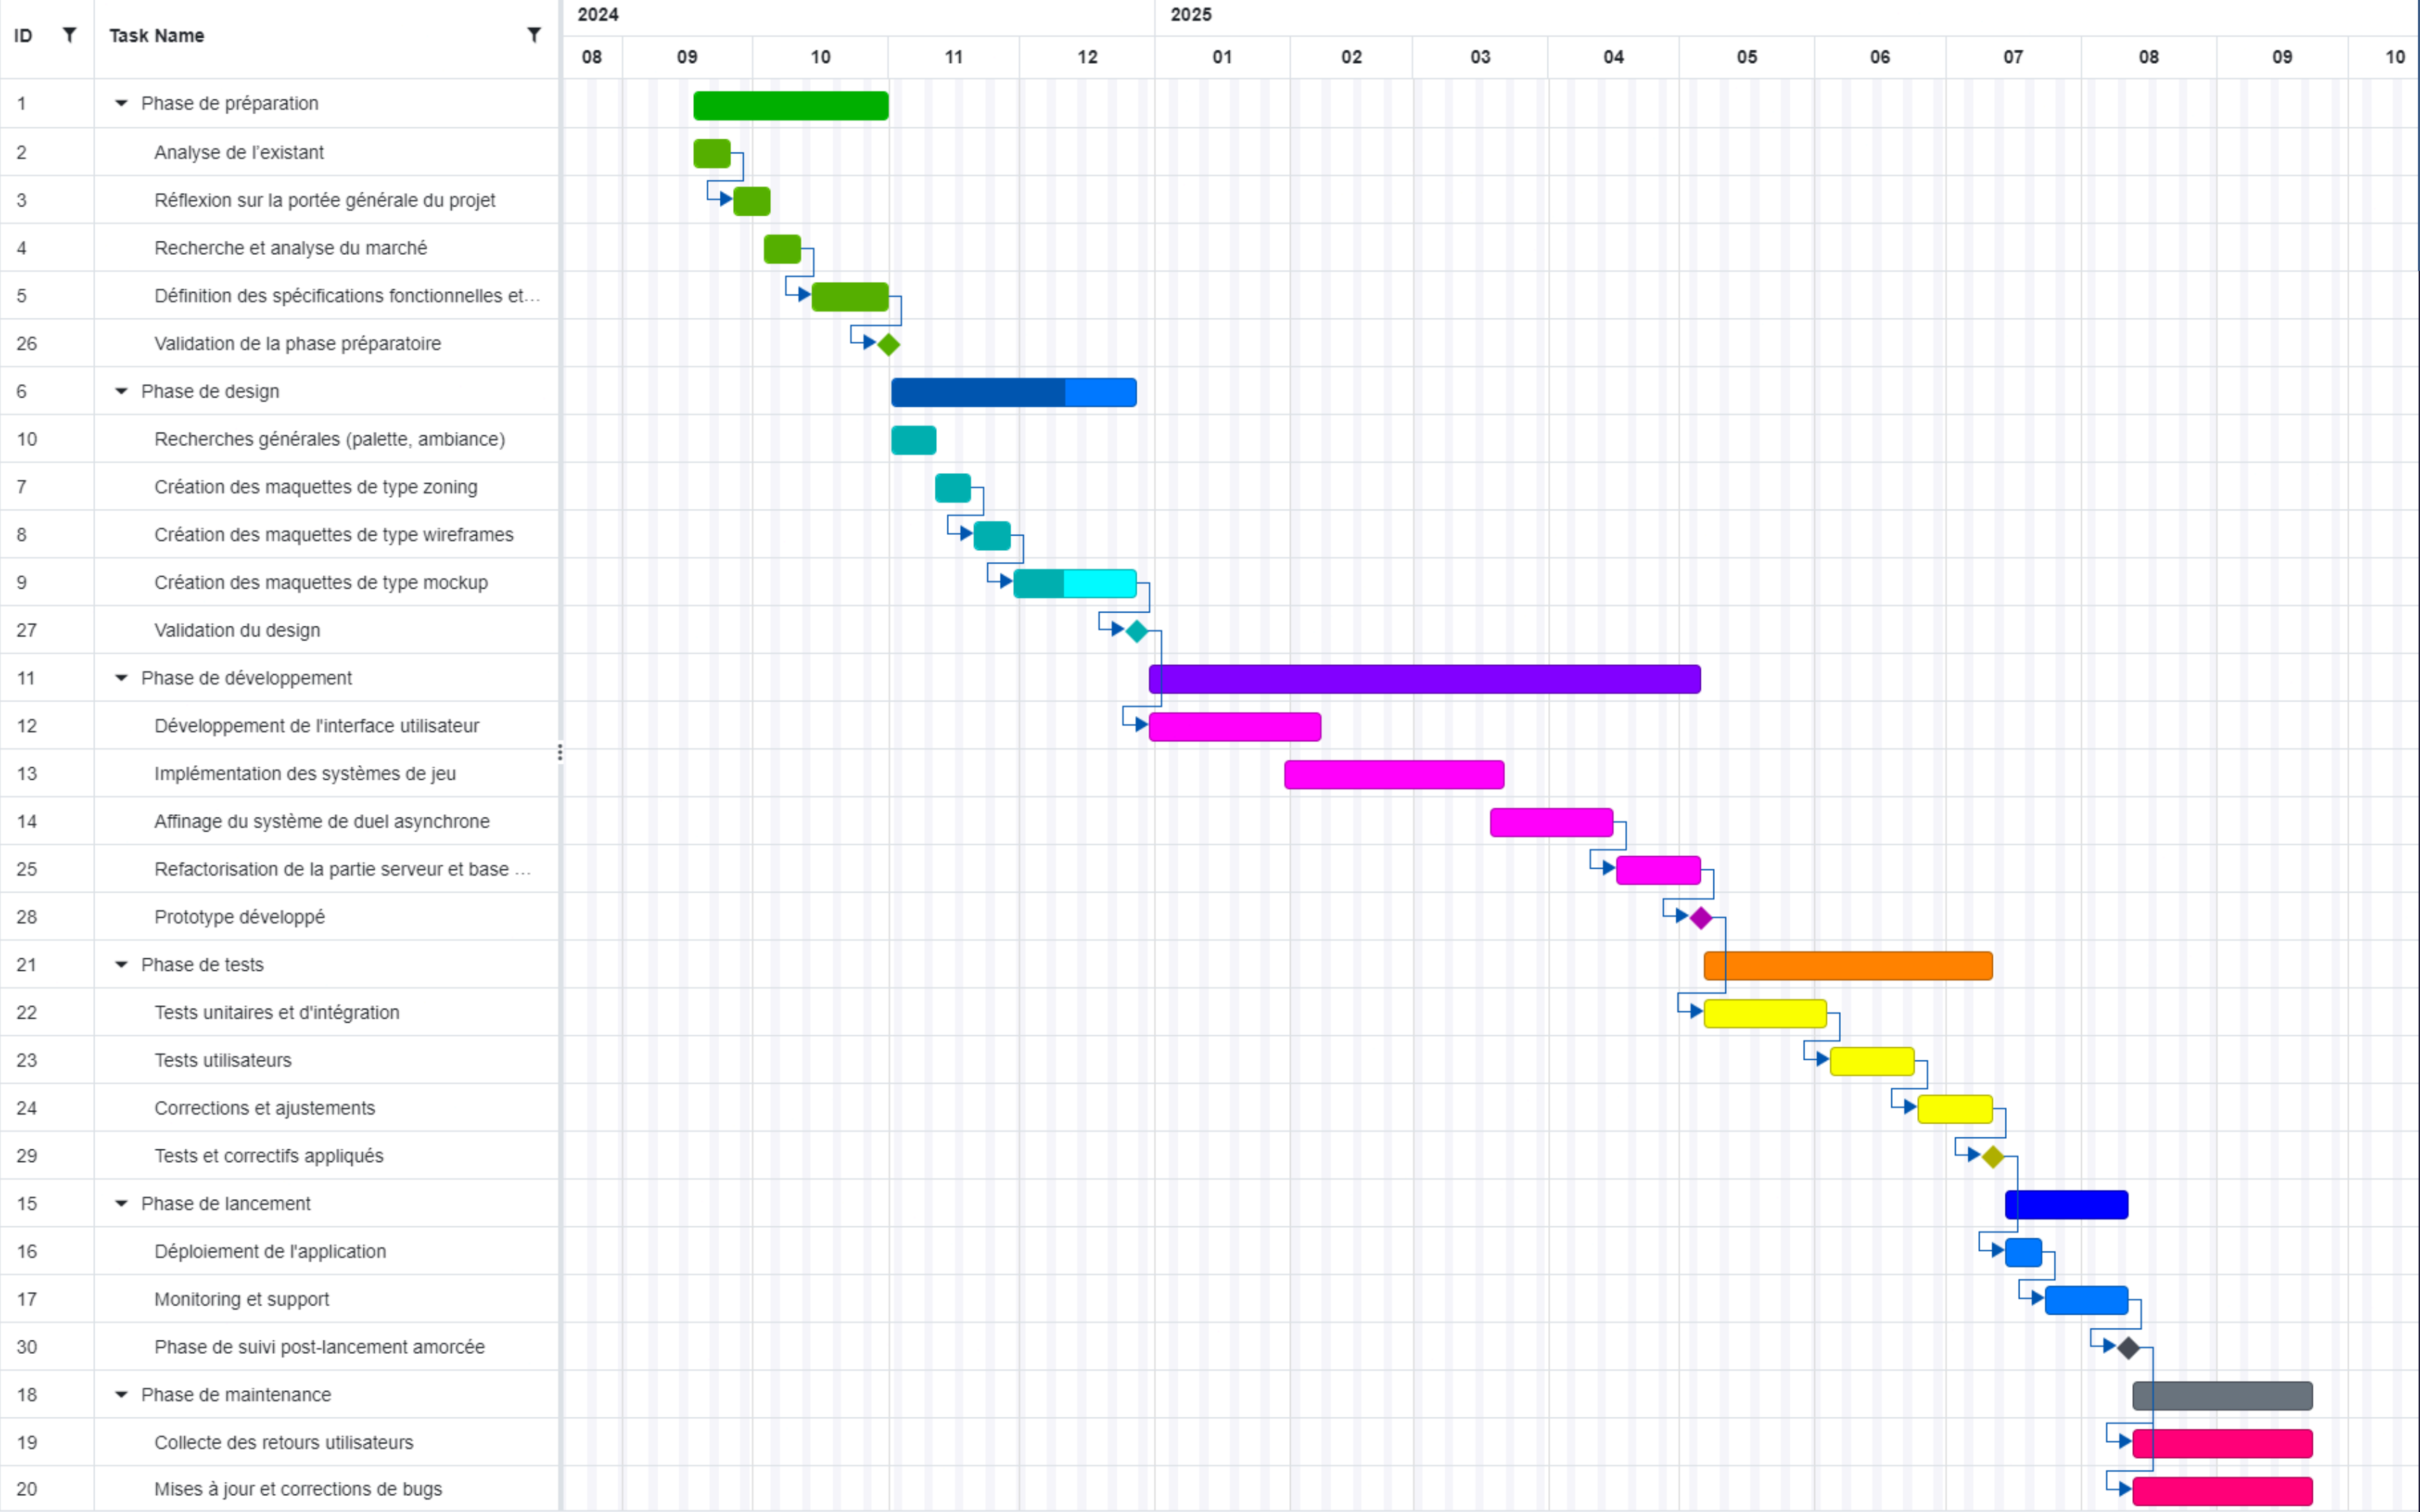 2024 2025
ID Task Name
08 09 10 11 12 01 02 03 04 05 06 07 08 09 10
1 Phase de préparation
2 Analyse de l'existant
3 Réflexion sur la portée générale du projet
4 Recherche et analyse du marché
5 Définition des spécifications fonctionnelles et...
26 Validation de la phase préparatoire
6 Phase de design
10 Recherches générales (palette, ambiance)
7 Création des maquettes de type zoning
8 Création des maquettes de type wireframes
9 Création des maquettes de type mockup
27 Validation du design
11 Phase de développement
12 Développement de l'interface utilisateur
13 Implémentation des systèmes de jeu
14 Affinage du système de duel asynchrone
25 Refactorisation de la partie serveur et base ...
28 Prototype développé
21 Phase de tests
22 Tests unitaires et d'intégration
23 Tests utilisateurs
24 Corrections et ajustements
29 Tests et correctifs appliqués
15 Phase de lancement
16 Déploiement de l'application
17 Monitoring et support
30 Phase de suivi post-lancement amorcée
18 Phase de maintenance
19 Collecte des retours utilisateurs
20 Mises à jour et corrections de bugs